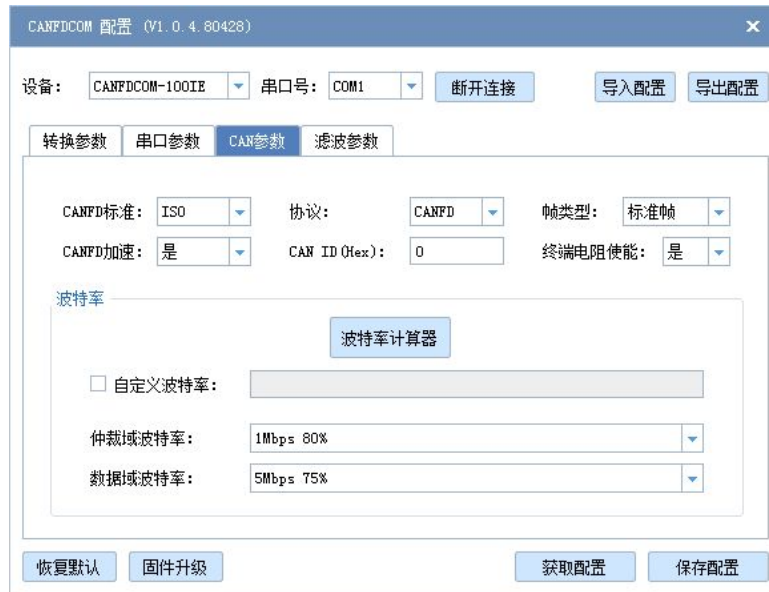 CANFDCOM 配置 (V1.0.4.80428)
设备: CANFDCOM-100IE 串口号: COM1 断开连接 导入配置 导出配置
转换参数 串口参数 CAN参数 滤波参数
CANFD标准: ISO 协议: CANFD 帧类型: 标准帧
CANFD加速: 是 CAN ID(Hex): 0 终端电阻使能: 是
波特率
波特率计算器
自定义波特率:
仲裁域波特率: 1Mbps 80%
数据域波特率: 5Mbps 75%
恢复默认 固件升级 获取配置 保存配置